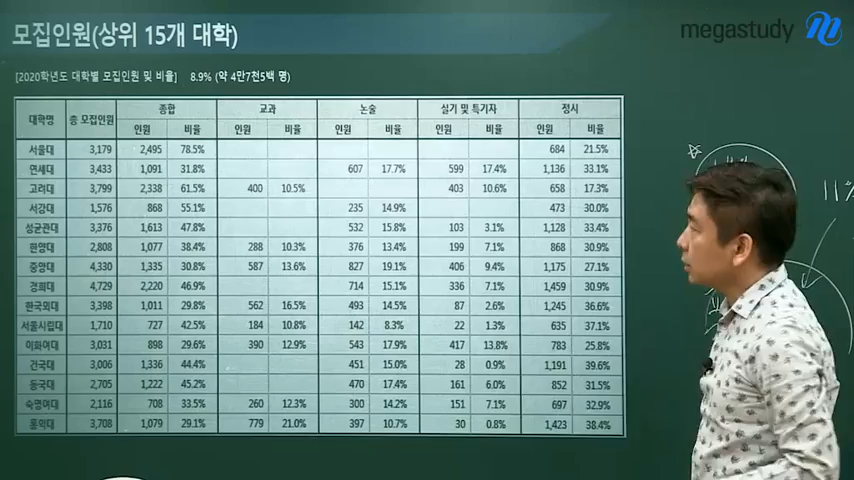 모집인원(상위 15개 대학)
megastudy
[2020학년도 대학별 모집인원 및 비율] 8.9% (약 4만7천5백 명)
대학명 총 모집인원 종합 교과 논술 실기 및 특기자 정시
인원 비율 인원 비율 인원 비율 인원 비율 인원 비율
서울대 3,179 2,495 78.5% 684 21.5%
연세대 3,433 1,091 31.8% 607 17.7% 599 17.4% 1,136 33.1%
고려대 3,799 2,338 61.5% 400 10.5% 403 10.6% 658 17.3%
서강대 1,576 868 55.1% 235 14.9% 473 30.0%
성균관대 3,376 1,613 47.8% 532 15.8% 103 3.1% 1,128 33.4%
한양대 2,808 1,077 38.4% 288 10.3% 376 13.4% 199 7.1% 868 30.9%
중앙대 4,330 1,335 30.8% 587 13.6% 827 19.1% 406 9.4% 1,175 27.1%
경희대 4,729 2,220 46.9% 714 15.1% 336 7.1% 1,459 30.9%
한국외대 3,398 1,011 29.8% 562 16.5% 493 14.5% 87 2.6% 1,245 36.6%
서울시립대 1,710 727 42.5% 184 10.8% 142 8.3% 22 1.3% 635 37.1%
이화여대 3,031 898 29.6% 390 12.9% 543 17.9% 417 13.8% 783 25.8%
건국대 3,006 1,336 44.4% 451 15.0% 28 0.9% 1,191 39.6%
동국대 2,705 1,222 45.2% 470 17.4% 161 6.0% 852 31.5%
숙명여대 2,116 708 33.5% 260 12.3% 300 14.2% 151 7.1% 697 32.9%
홍익대 3,708 1,079 29.1% 779 21.0% 397 10.7% 30 0.8% 1,423 38.4%
11%